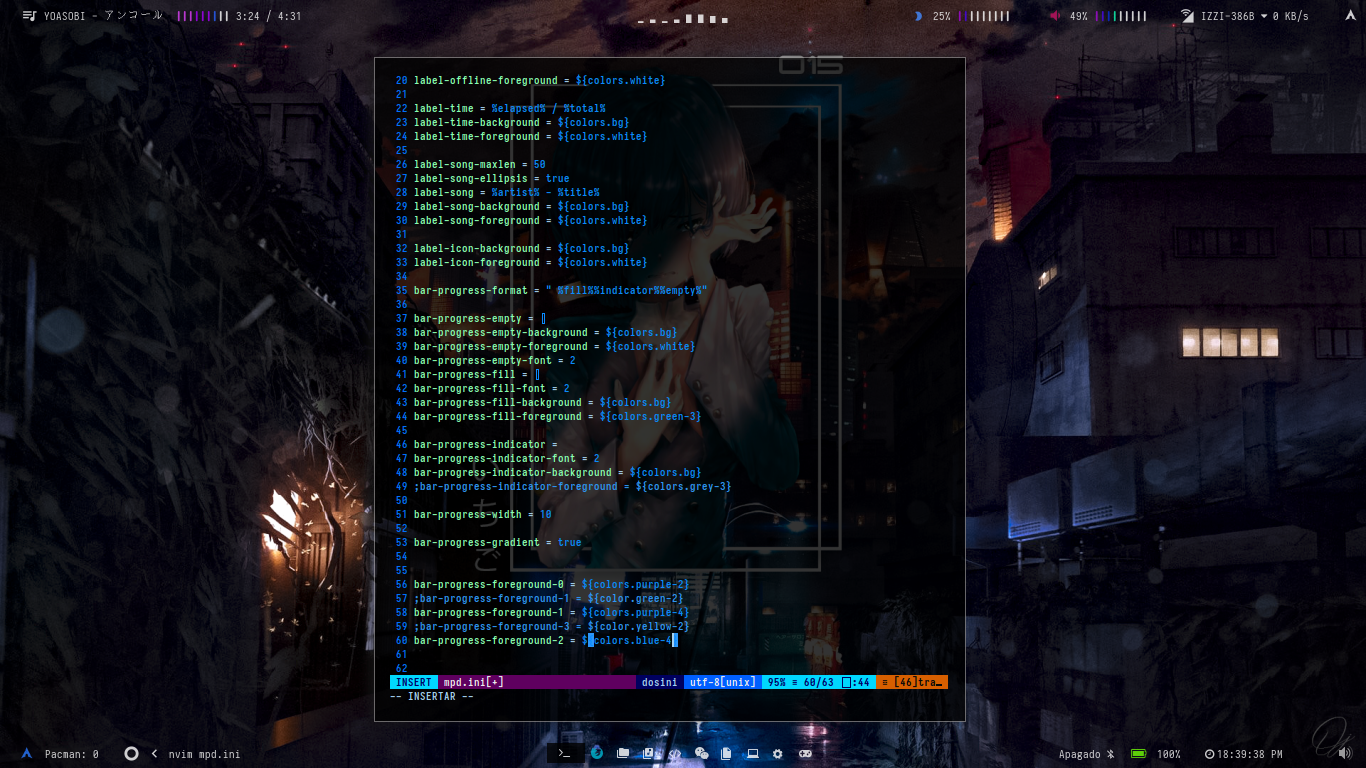 YOASOBI - アンコール 3:24 / 4:31 25% 49% IZZI-386B 0 KB/s
015
20 label-offline-foreground = ${colors.white}
21
22 label-time = %elapsed% / %total%
23 label-time-background = ${colors.bg}
24 label-time-foreground = ${colors.white}
25
26 label-song-maxlen = 50
27 label-song-ellipsis = true
28 label-song = %artist% - %title%
29 label-song-background = ${colors.bg}
30 label-song-foreground = ${colors.white}
31
32 label-icon-background = ${colors.bg}
33 label-icon-foreground = ${colors.white}
34
35 bar-progress-format = " %fill%%indicator%%empty%"
36
37 bar-progress-empty = 
38 bar-progress-empty-background = ${colors.bg}
39 bar-progress-empty-foreground = ${colors.white}
40 bar-progress-empty-font = 2
41 bar-progress-fill = 
42 bar-progress-fill-font = 2
43 bar-progress-fill-background = ${colors.bg}
44 bar-progress-fill-foreground = ${colors.green-3}
45
46 bar-progress-indicator =
47 bar-progress-indicator-font = 2
48 bar-progress-indicator-background = ${colors.bg}
49 ;bar-progress-indicator-foreground = ${colors.grey-3}
50
51 bar-progress-width = 10
52
53 bar-progress-gradient = true
54
55
56 bar-progress-foreground-0 = ${colors.purple-2}
57 ;bar-progress-foreground-1 = ${color.green-2}
58 bar-progress-foreground-1 = ${colors.purple-4}
59 ;bar-progress-foreground-3 = ${color.yellow-2}
60 bar-progress-foreground-2 = ${colors.blue-4}
61
62
INSERT mpd.ini[+] dosini utf-8[unix] 95% ≡ 60/63 :44 ≡ [46]tra…
-- INSERTAR --
Pacman: 0 nvim mpd.ini Apagado 100% 18:39:38 PM